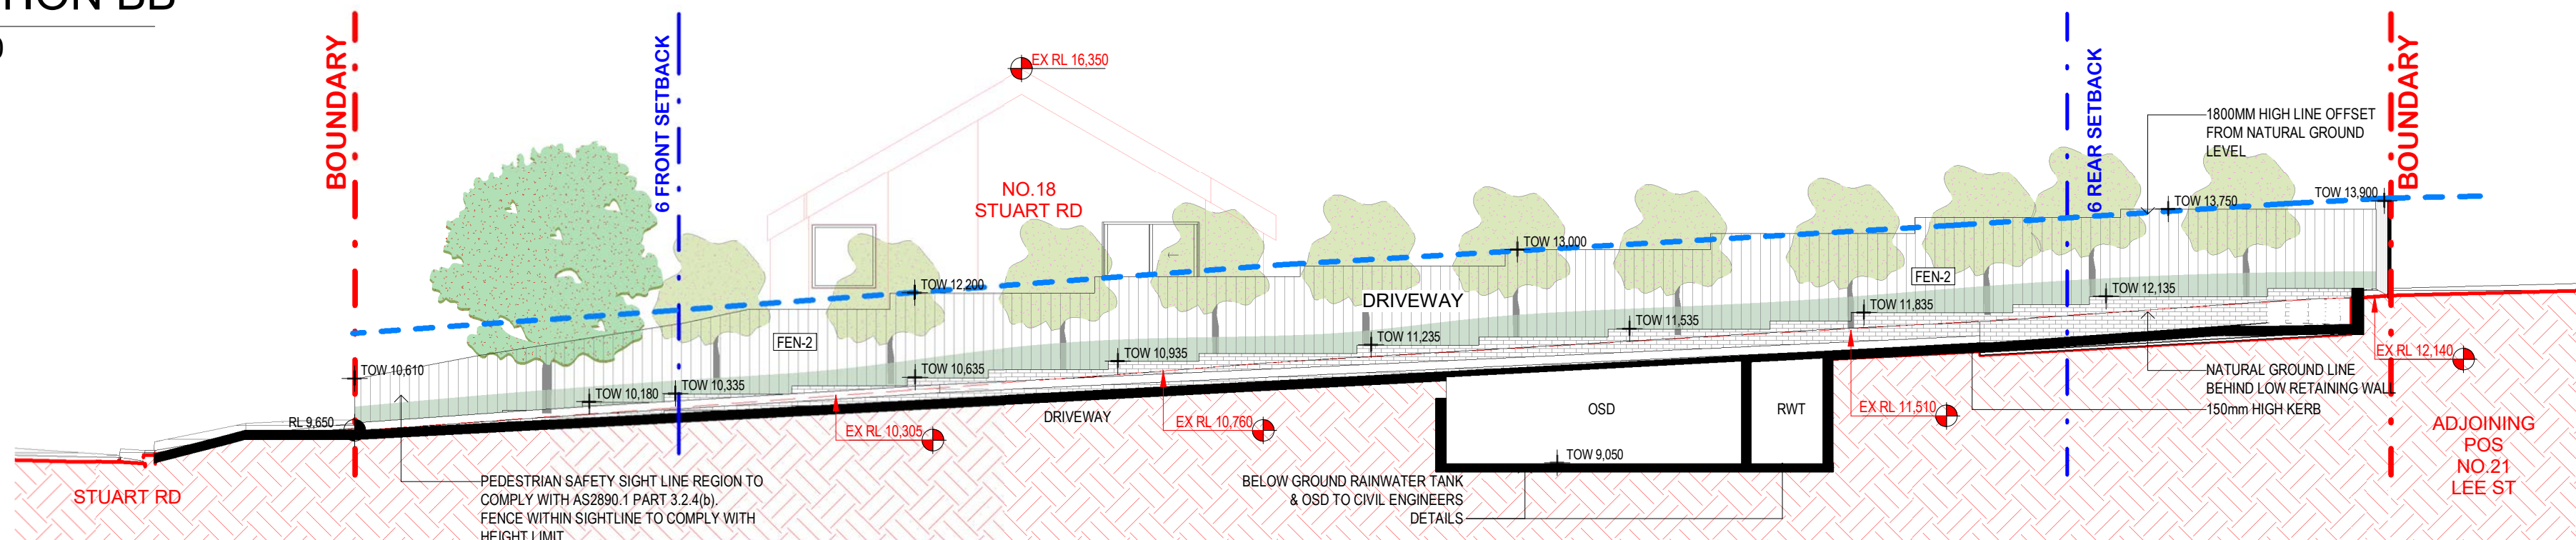 BOUNDARY
6 FRONT SETBACK
EX RL 16,350
NO.18
STUART RD
6 REAR SETBACK
BOUNDARY
1800MM HIGH LINE OFFSET
FROM NATURAL GROUND
LEVEL
TOW 13,900
TOW 13,750
TOW 13,000
TOW 12,200
FEN-2
TOW 12,135
DRIVEWAY
TOW 11,835
TOW 11,535
TOW 11,235
FEN-2
TOW 10,935
TOW 10,610
TOW 10,635
TOW 10,335
TOW 10,180
EX RL 12,140
NATURAL GROUND LINE
BEHIND LOW RETAINING WALL
150mm HIGH KERB
RL 9,650
EX RL 10,305
DRIVEWAY
EX RL 10,760
OSD
RWT
EX RL 11,510
ADJOINING
POS
NO.21
LEE ST
TOW 9,050
STUART RD
PEDESTRIAN SAFETY SIGHT LINE REGION TO
COMPLY WITH AS2890.1 PART 3.2.4(b).
FENCE WITHIN SIGHTLINE TO COMPLY WITH
HEIGHT LIMIT
BELOW GROUND RAINWATER TANK
& OSD TO CIVIL ENGINEERS
DETAILS